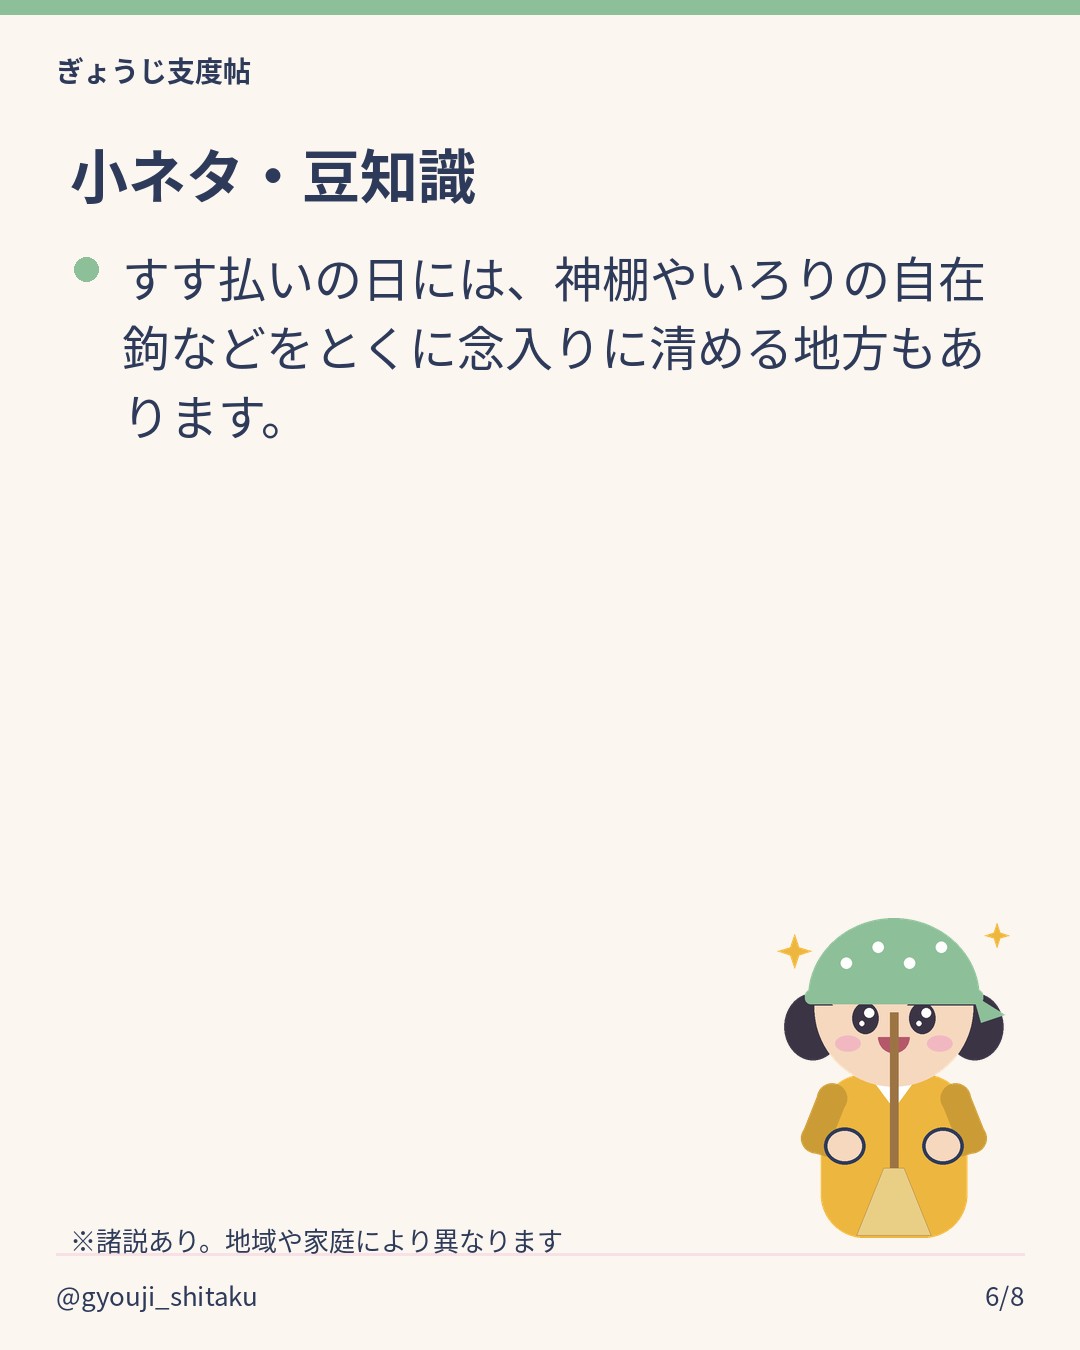 ぎょうじ支度帖
小ネタ・豆知識
すす払いの日には、神棚やいろりの自在
鉤などをとくに念入りに清める地方もあ
ります。
※諸説あり。地域や家庭により異なります
@gyouji_shitaku
6/8